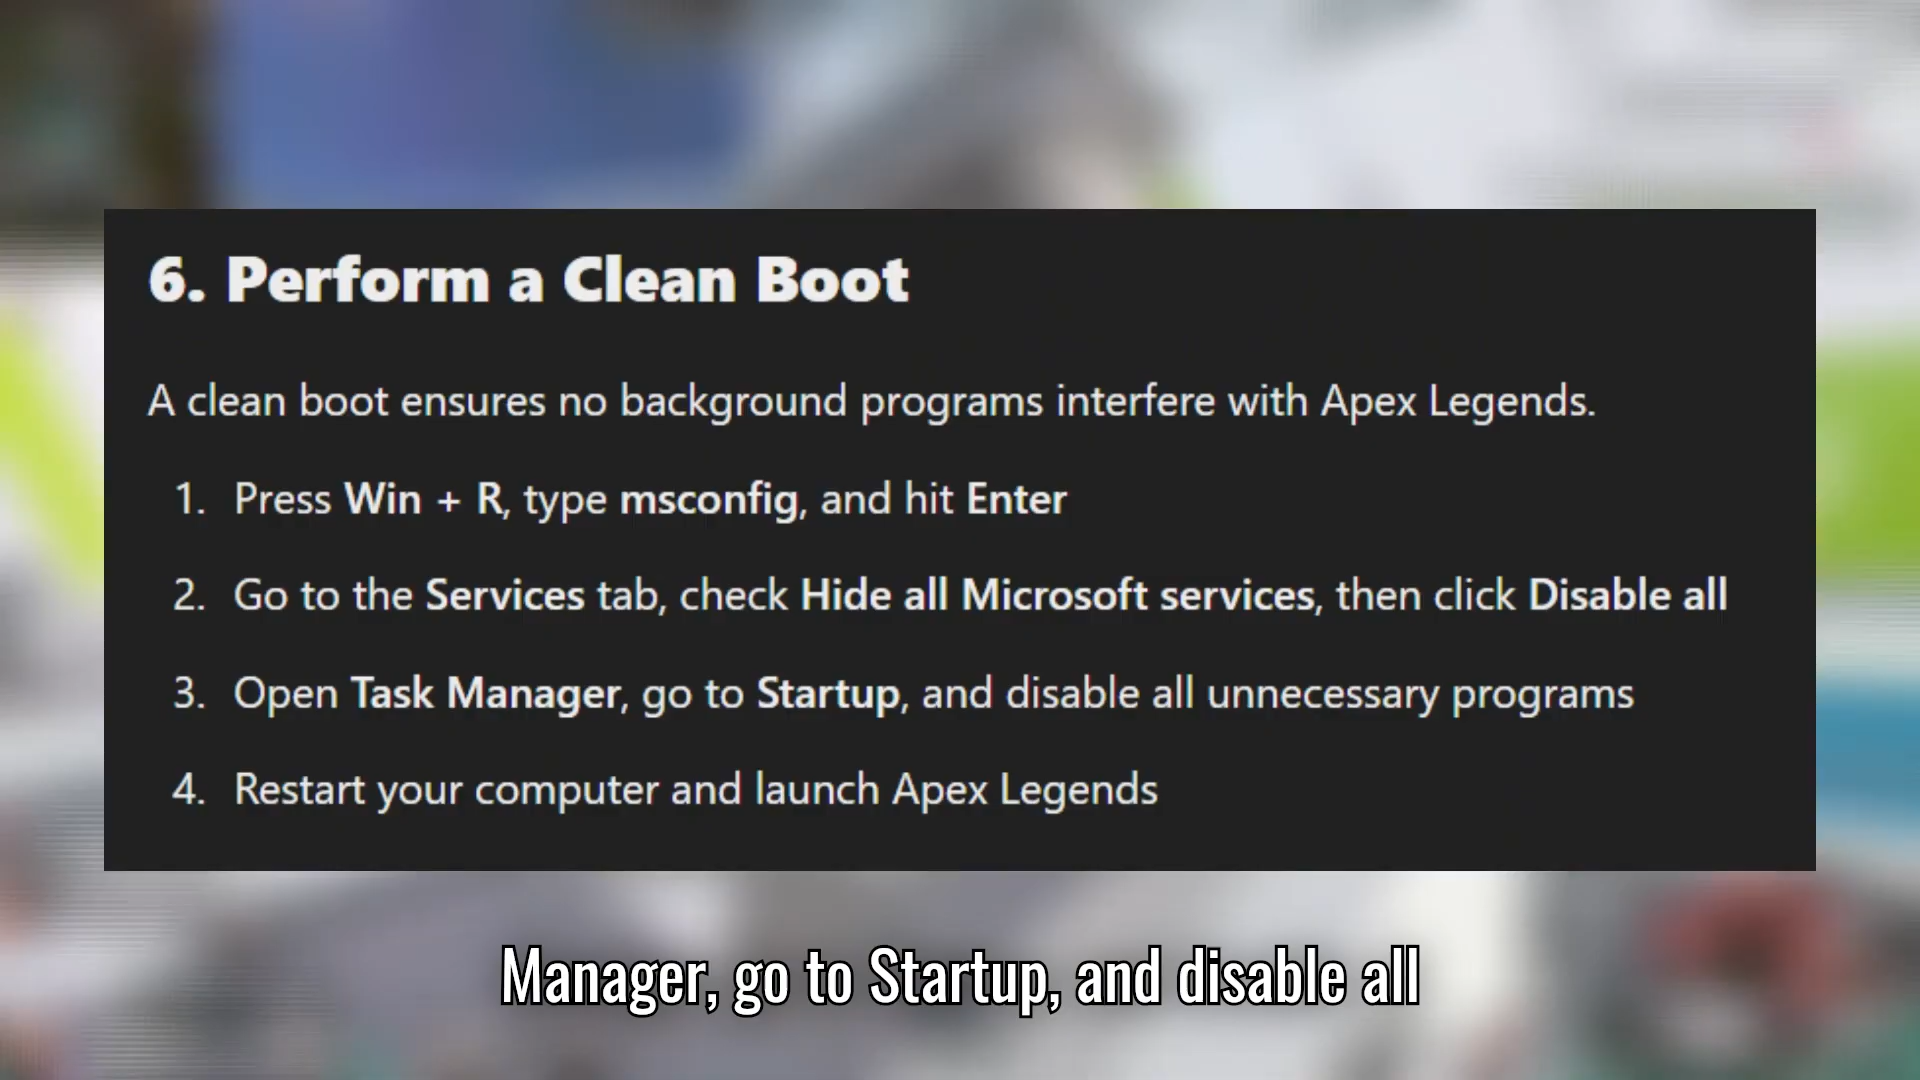 6. Perform a Clean Boot
A clean boot ensures no background programs interfere with Apex Legends.
1. Press Win + R, type msconfig, and hit Enter
2. Go to the Services tab, check Hide all Microsoft services, then click Disable all
3. Open Task Manager, go to Startup, and disable all unnecessary programs
4. Restart your computer and launch Apex Legends
Manager, go to Startup, and disable all